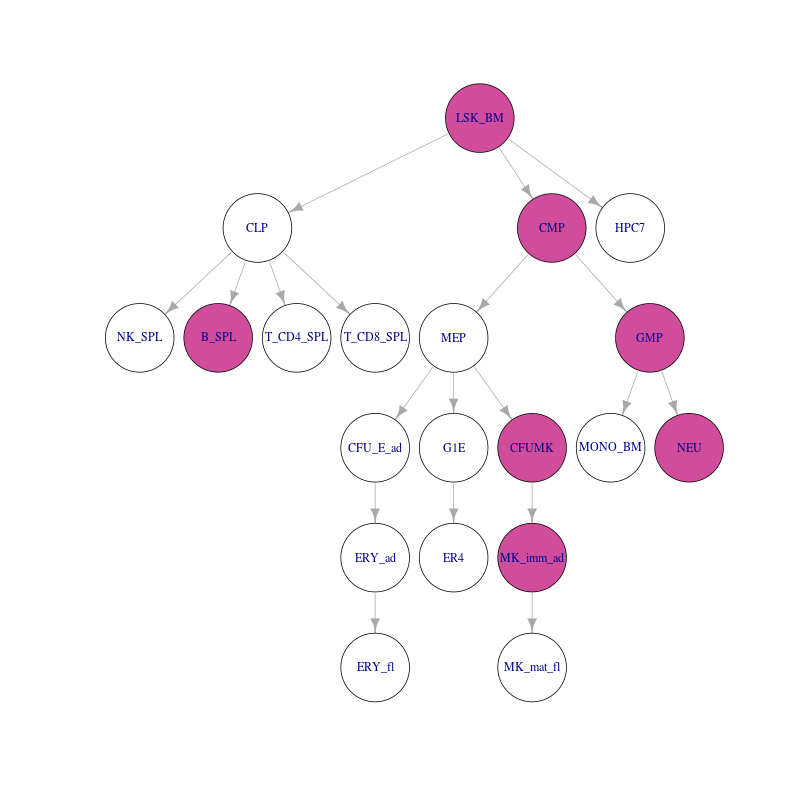 LSK_BM
CLP
CMP
HPC7
NK_SPL
B_SPL
T_CD4_SPL
T_CD8_SPL
MEP
GMP
CFU_E_ad
G1E
CFUMK
MONO_BM
NEU
ERY_ad
ER4
MK_imm_ad
ERY_fl
MK_mat_fl